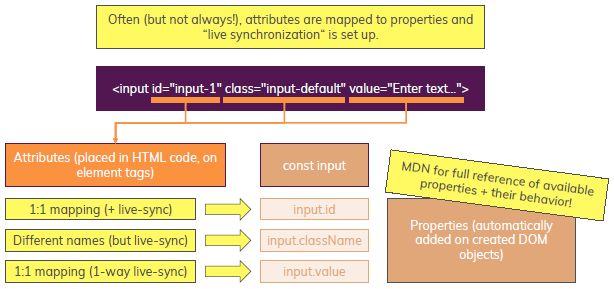 Often (but not always!), attributes are mapped to properties and
“live synchronization“ is set up.
<input id="input-1" class="input-default" value="Enter text...">
Attributes (placed in HTML code, on
element tags)
const input
MDN for full reference of available
properties + their behavior!
1:1 mapping (+ live-sync)
input.id
Different names (but live-sync)
input.className
1:1 mapping (1-way live-sync)
input.value
Properties (automatically
added on created DOM
objects)